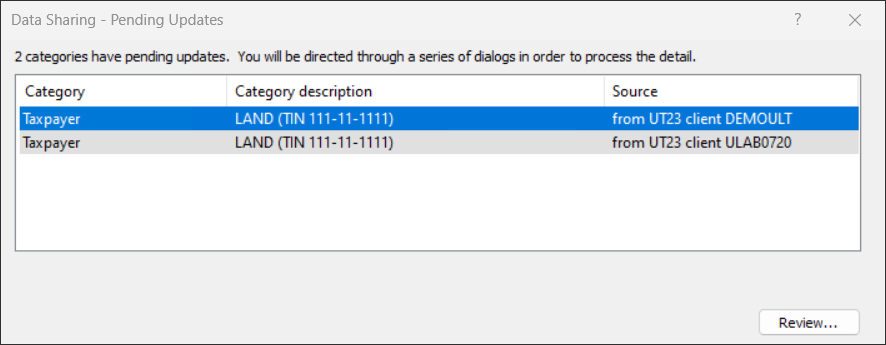 Data Sharing - Pending Updates ?
2 categories have pending updates. You will be directed through a series of dialogs in order to process the detail.
Category Category description Source
Taxpayer LAND (TIN 111-11-1111) from UT23 client DEMOULT
Taxpayer LAND (TIN 111-11-1111) from UT23 client ULAB0720
Review...